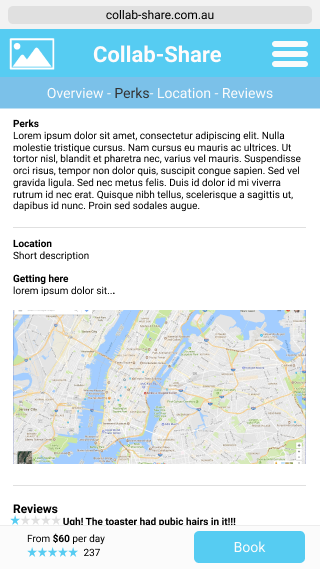 collab-share.com.au
Collab-Share
Overview - Perks- Location - Reviews
Perks
Lorem ipsum dolor sit amet, consectetur adipiscing elit. Nulla
molestie tristique cursus. Nam cursus eu mauris ac ultrices. Ut
tortor nisl, blandit et pharetra nec, varius vel mauris. Suspendisse
orci risus, tempor non dolor quis, suscipit congue sapien. Sed vel
gravida ligula. Sed nec metus felis. Duis id dolor id mi viverra
rutrum id nec erat. Quisque nibh tellus, scelerisque a sagittis ut,
dapibus id nunc. Proin sed sodales augue.
Location
Short description
Getting here
lorem ipsum dolor sit...
Reviews
Ugh! The toaster had pubic hairs in it!!!
From $60 per day
237
Book